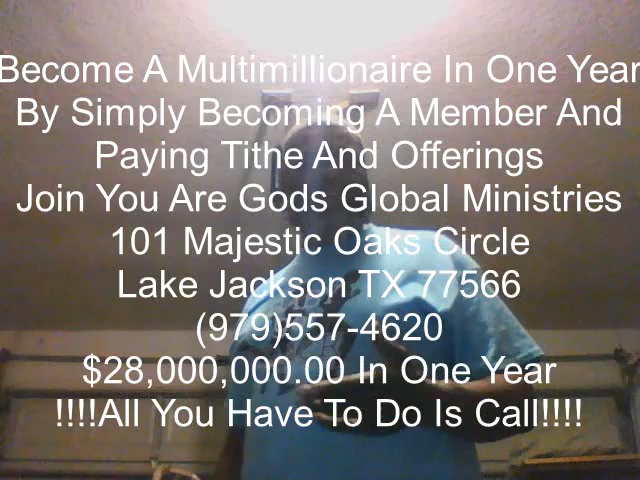 Become A Multimillionaire In One Year
By Simply Becoming A Member And
Paying Tithe And Offerings
Join You Are Gods Global Ministries
101 Majestic Oaks Circle
Lake Jackson TX 77566
(979)557-4620
$28,000,000.00 In One Year
!!!!All You Have To Do Is Call!!!!